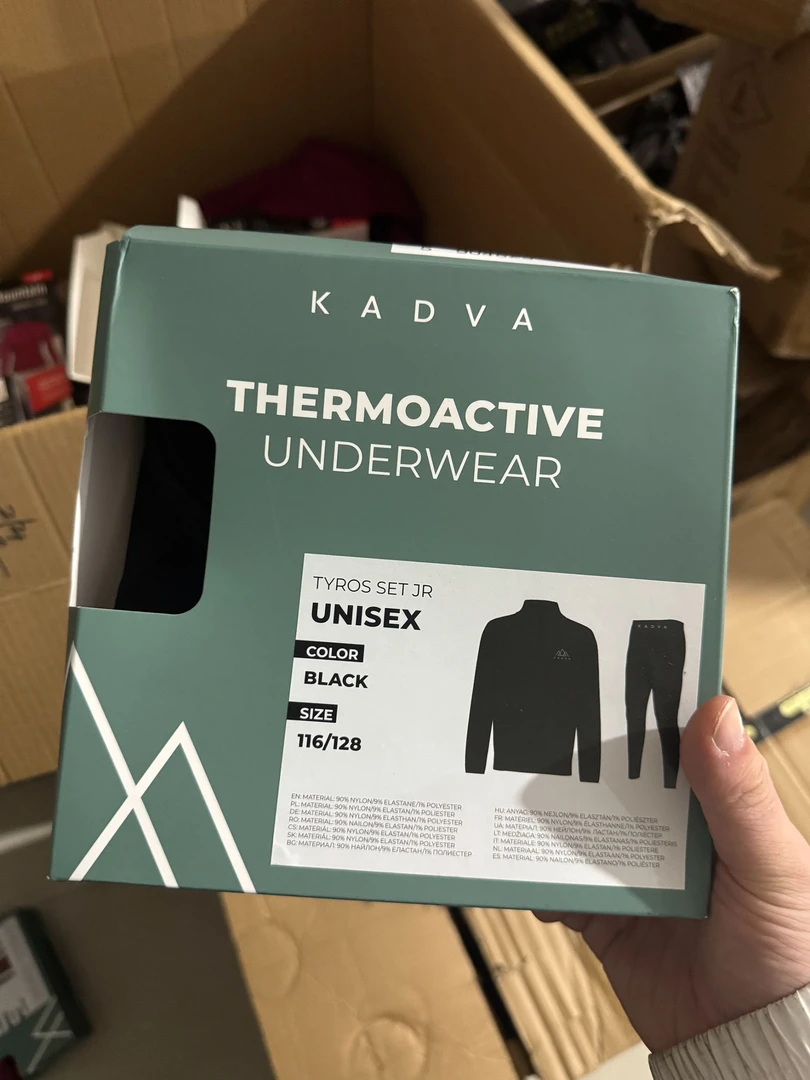 KADVA
THERMOACTIVE
UNDERWEAR
TYROS SET JR
UNISEX
COLOR
BLACK
SIZE
116/128
KADVA
EN: MATERIAL: 90% NYLON/9% ELASTANE/1% POLYESTER
PL: MATERIAŁ: 90% NYLON/9% ELASTAN/1% POLIESTER
DE: MATERIAL: 90% NYLON/9% ELASTHAN/1% POLYESTER
RO: MATERIAL: 90% NAILON/9% ELASTHAN/1% POLIESTER
CS: MATERIÁL: 90% NYLON/9% ELASTAN/1% POLYESTER
SK: MATERIÁL: 90% NYLON/9% ELASTAN/1% POLYESTER
BG: МАТЕРИАЛ: 90% НАЙЛОН/9% ЕЛАСТАН/1% ПОЛИЕСТЕР
HU: ANYAG: 90% NEJLON/9% ELASZTÁN/1% POLIÉSZTER
FR: MATÉRIEL: 90% NYLON/9% ÉLASTHANNE/1% POLYESTER
UA: МАТЕРІАЛ: 90% НЕЙЛОН/9% ЕЛАСТАН/1% ПОЛІЕСТЕР
LT: MEDŽIAGA: 90% NAILONAS/9% ELASTANAS/1% POLIESTERIS
IT: MATERIALE: 90% NYLON/9% ELASTAN/1% POLIESTERE
NL: MATERIAAL: 90% NYLON/9% ELASTAAN/1% POLYESTER
ES: MATERIAL: 90% NAILON/9% ELASTANO/1% POLIÉSTER